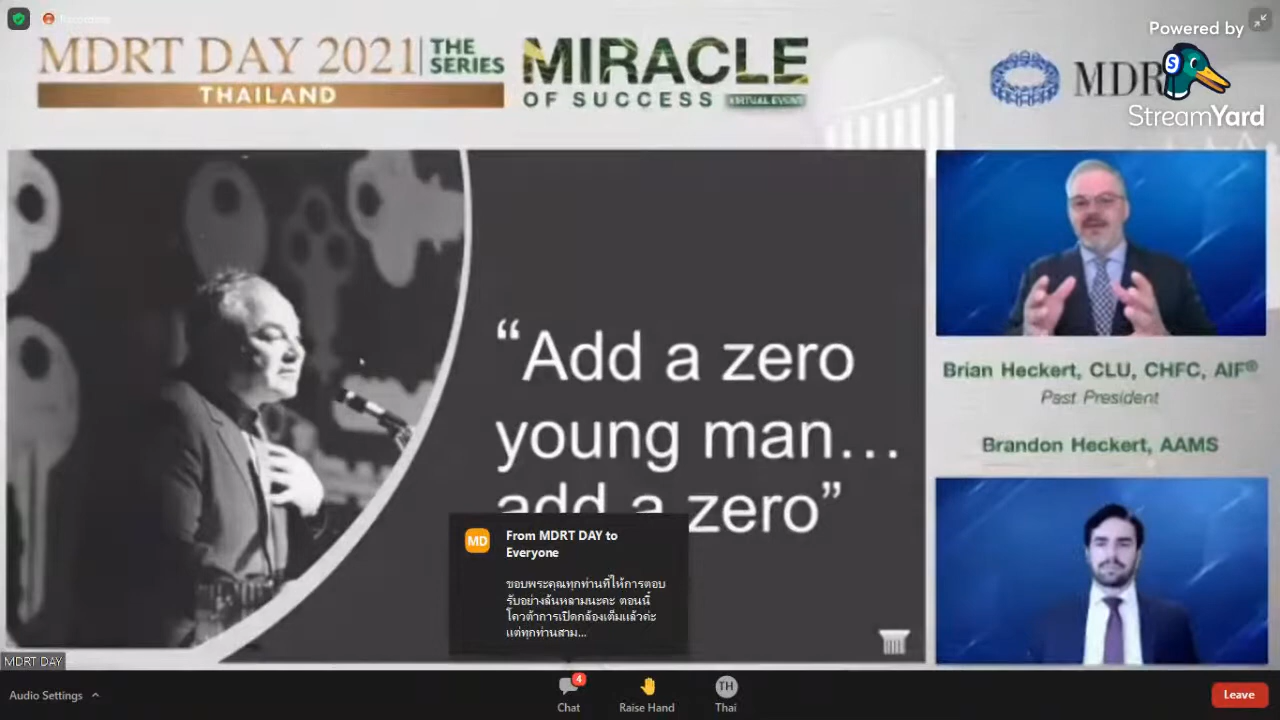 Recording
Powered by
MDRT DAY 2021
THE
SERIES
THAILAND
MIRACLE
OF SUCCESS VIRTUAL EVENT
MDR
S
StreamYard
“Add a zero
young man…
add a zero”
Brian Heckert, CLU, CHFC, AIF®
Past President
Brandon Heckert, AAMS
MD
From MDRT DAY to
Everyone
ขอบพระคุณทุกท่านที่ให้การตอบ
รับอย่างล้นหลามนะคะ ตอนนี้
โควต้าการเปิดกล้องเต็มแล้วค่ะ
แต่ทุกท่านสาม...
MDRT DAY
Audio Settings
4
Chat
Raise Hand
TH
Thai
Leave